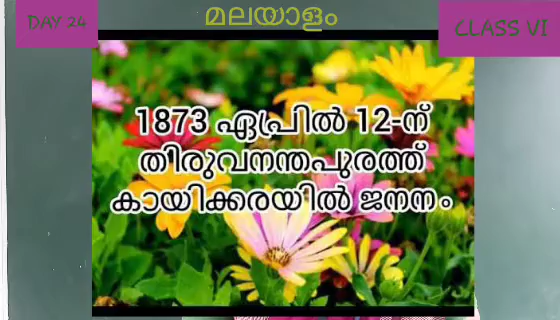 DAY 24
മലയാളം
CLASS VI
1873 ഏപ്രിൽ 12-ന്
തിരുവനന്തപുരത്ത്
കായിക്കരയിൽ ജനനം